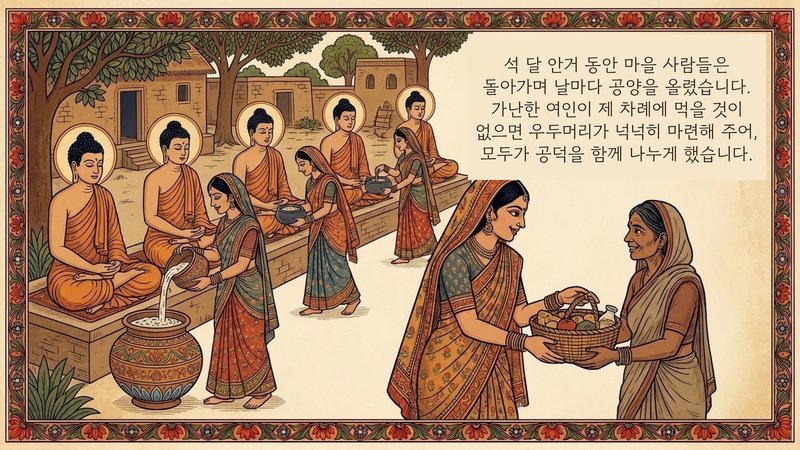 석 달 안거 동안 마을 사람들은
돌아가며 날마다 공양을 올렸습니다.
가난한 여인이 제 차례에 먹을 것이
없으면 우두머리가 넉넉히 마련해 주어,
모두가 공덕을 함께 나누게 했습니다.